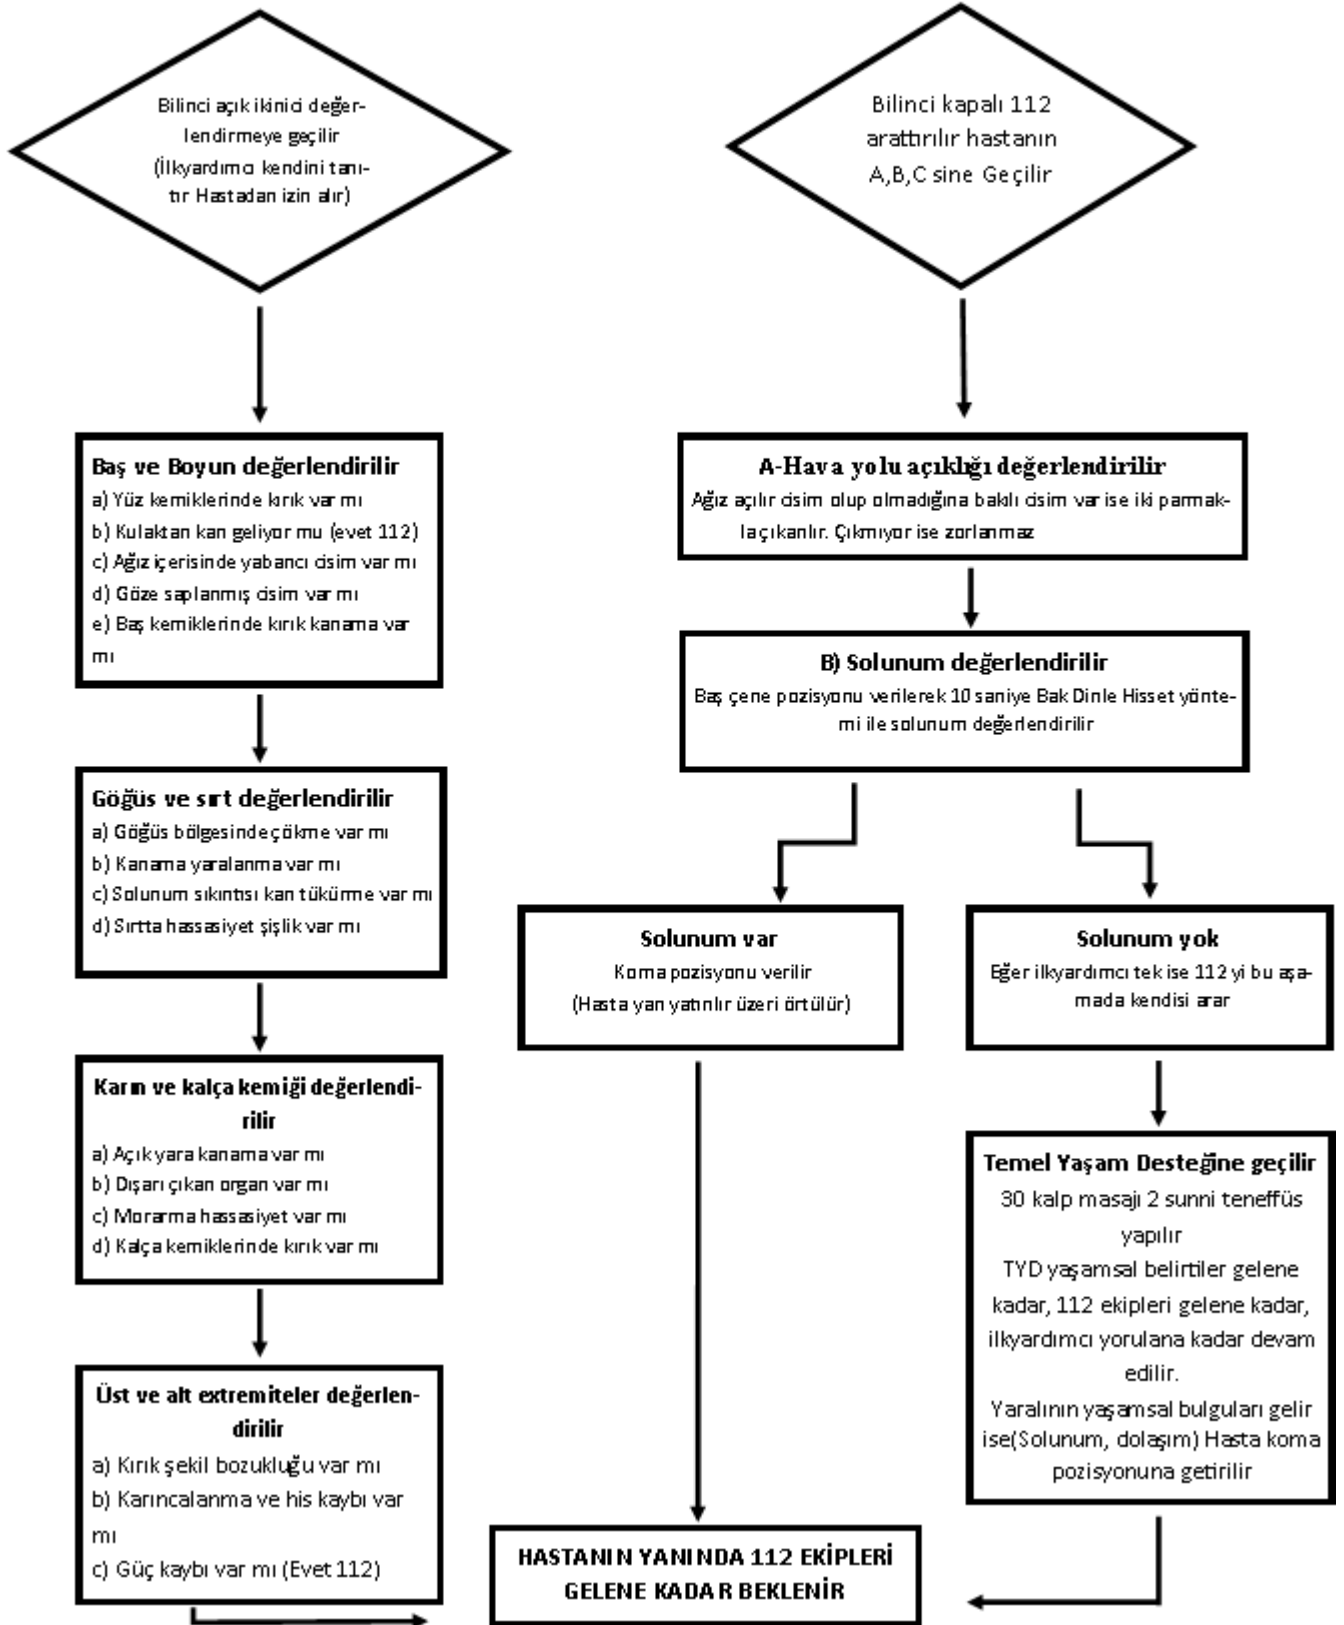 Bilinci açık ikinici değer-
lendirmeye geçilir
(İlkyardımcı kendini tanı-
tır Hastadan izin alır)
Baş ve Boyun değerlendirilir
a) Yüz kemiklerinde kırık var mı
b) Kulaktan kan geliyor mu (evet 112)
c) Ağız içerisinde yabancı cisim var mı
d) Göze saplanmış cisim var mı
e) Baş kemiklerinde kırık kanama var
mı
Göğüs ve sırt değerlendirilir
a) Göğüs bölgesinde çökme var mı
b) Kanama yaralanma var mı
c) Solunum sıkıntısı kan tükürme var mı
d) Sırtta hassasiyet şişlik var mı
Karın ve kalça kemiği değerlendi-
rilir
a) Açık yara kanama var mı
b) Dışarı çıkan organ var mı
c) Morarma hassasiyet var mı
d) Kalça kemiklerinde kırık var mı
Üst ve alt extremiteler değerlen-
dirilir
a) Kırık şekil bozukluğu var mı
b) Karıncalanma ve his kaybı var
mı
c) Güç kaybı var mı (Evet 112)
Bilinci kapalı 112
arattırılır hastanın
A,B,C sine Geçilir
A-Hava yolu açıklığı değerlendirilir
Ağız açılır cisim olup olmadığına bakılı cisim var ise iki parmak-
la çıkarılır. Çıkmıyor ise zorlanmaz
B) Solunum değerlendirilir
Baş çene pozisyonu verilerek 10 saniye Bak Dinle Hisset yönte-
mi ile solunum değerlendirilir
Solunum var
Koma pozisyonu verilir
(Hasta yan yatırılır üzeri örtülür)
Solunum yok
Eğer ilkyardımcı tek ise 112 yi bu aşa-
mada kendisi arar
Temel Yaşam Desteğine geçilir
30 kalp masajı 2 sunni teneffüs
yapılır
TYD yaşamsal belirtiler gelene
kadar, 112 ekipleri gelene kadar,
ilkyardımcı yorulana kadar devam
edilir.
Yaralının yaşamsal bulguları gelir
ise(Solunum, dolaşım) Hasta koma
pozisyonuna getirilir
HASTANIN YANINDA 112 EKİPLERİ
GELENE KADAR BEKLENİR